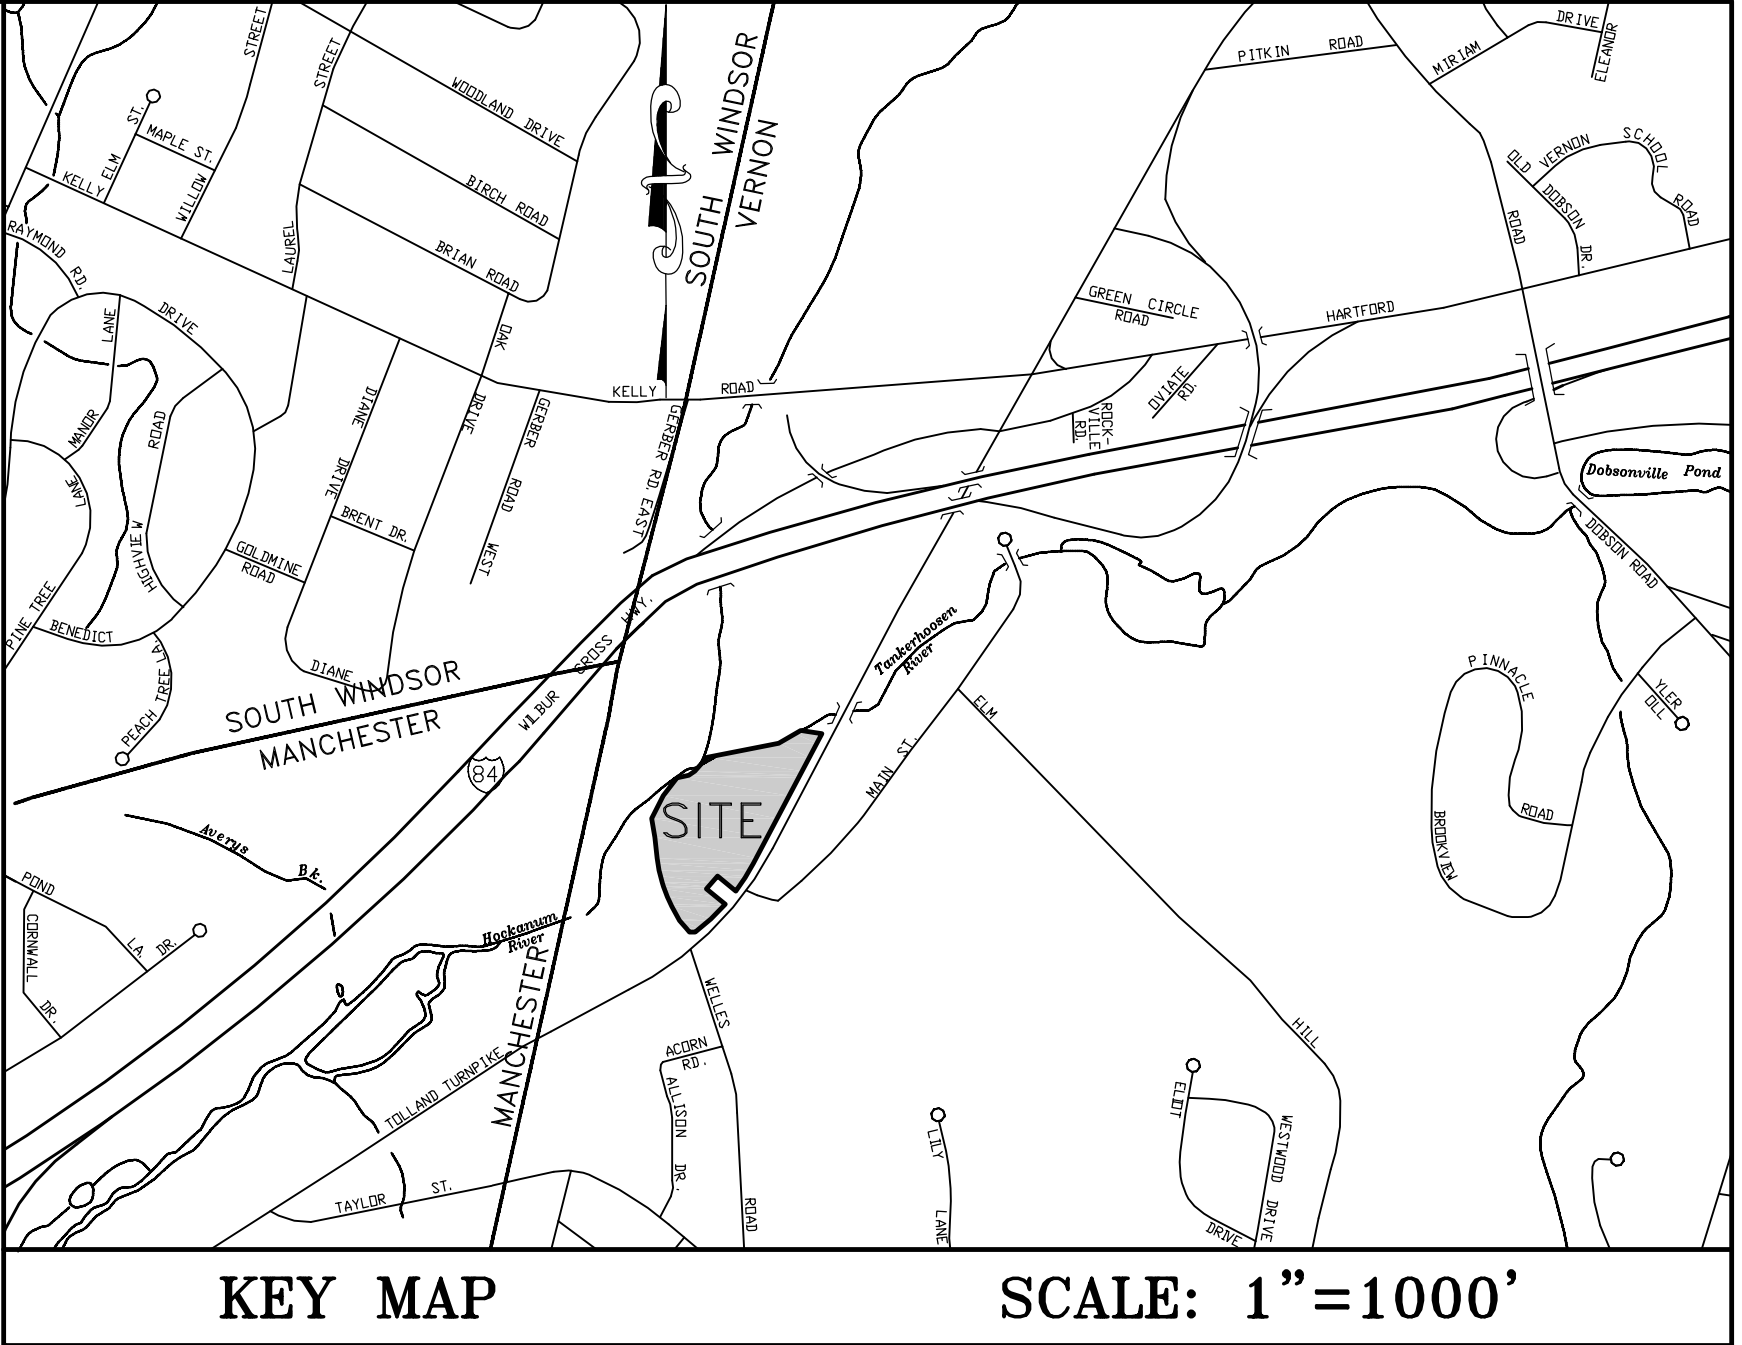 STREET
STREET
WOODLAND DRIVE
SOUTH WINDSOR
VERNON
PITKIN ROAD
MIRIAM
DRIVE
ELEANOR
ST.
ELM
MAPLE ST.
KELLY
WILLOW
BIRCH ROAD
LAUREL
BRIAN ROAD
OLD
VERNON
SCHOOL
ROAD
DOBSON
DR.
ROAD
RAYMOND
RD.
LANE
DRIVE
OAK
GREEN CIRCLE
ROAD
HARTFORD
KELLY
ROAD
OVIATE
RD.
ROCK-
VILLE
RD.
DIANE
DRIVE
DRIVE
GERBER
ROAD
WEST
GERBER RD. EAST
MANOR
ROAD
LANE
HIGHVIEW
BRENT DR.
GOLDMINE
ROAD
Dobsonville Pond
DOBSON ROAD
PINE TREE
BENEDICT
PEACH TREE LA.
DIANE
SOUTH WINDSOR
MANCHESTER
WILBUR CROSS HWY.
84
Tankerhoosen
River
ELM
MAIN ST.
PINNACLE
YLER
OLL
ROAD
BROOKVIEW
SITE
Averys
Bk.
POND
LA.
DR.
CORNWALL
DR.
Hockanum
River
MANCHESTER
WELLES
ACORN
RD.
ALLISON
DR.
TOLLAND TURNPIKE
HILL
ELIOT
WESTWOOD
DRIVE
DRIVE
LILY
LANE
TAYLOR ST.
ROAD
KEY MAP
SCALE: 1"=1000'